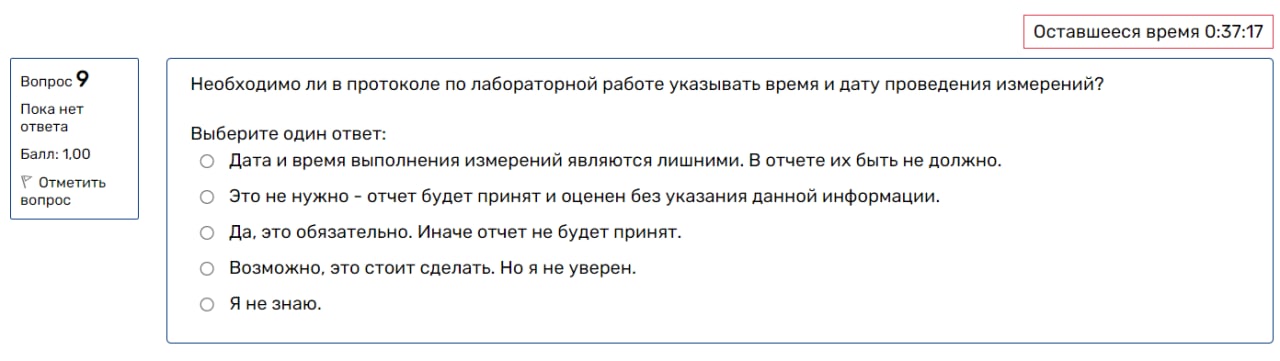 Оставшееся время 0:37:17
Вопрос 9
Пока нет
ответа
Балл: 1,00
Отметить
вопрос
Необходимо ли в протоколе по лабораторной работе указывать время и дату проведения измерений?
Выберите один ответ:
Дата и время выполнения измерений являются лишними. В отчете их быть не должно.
Это не нужно - отчет будет принят и оценен без указания данной информации.
Да, это обязательно. Иначе отчет не будет принят.
Возможно, это стоит сделать. Но я не уверен.
Я не знаю.